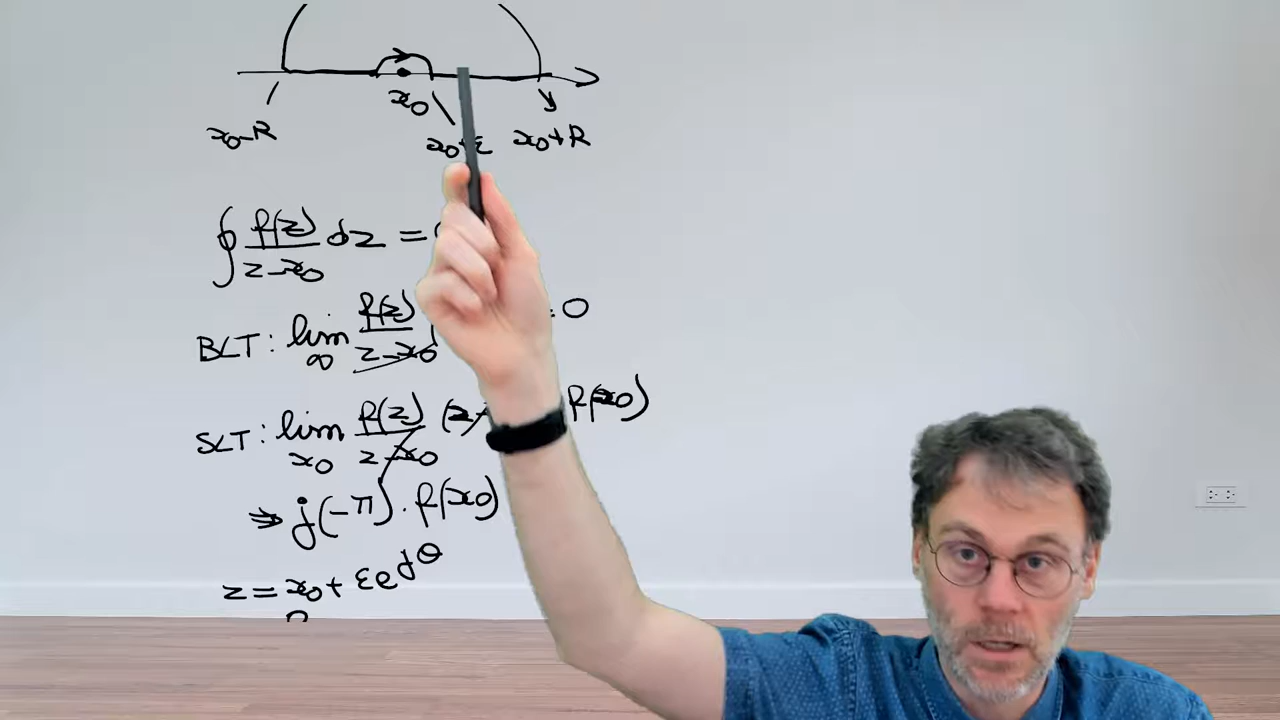 x₀
x₀-R x₀+ε x₀+R
∮ f(z)/(z-x₀) dz =
BLT: lim ∞ f(z)/(z-x₀) = 0
SLT: lim x₀ f(z)/(z-x₀) (z- f(x₀)
⇒ j(-π). f(x₀)
z = x₀ + εe^jθ